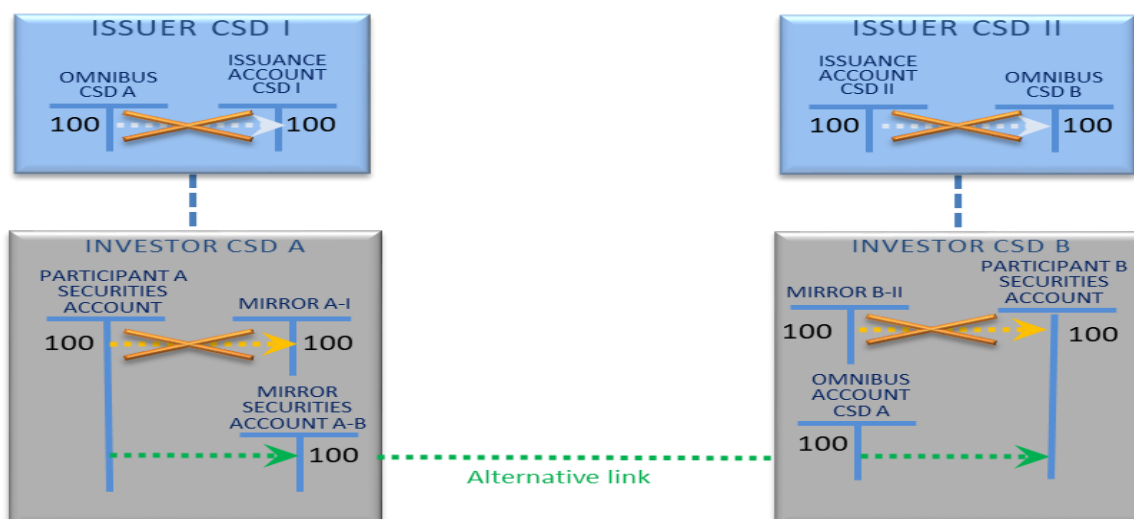 ISSUER CSD I
OMNIBUS
CSD A
ISSUANCE
ACCOUNT
CSD I
100
100
ISSUER CSD II
ISSUANCE
ACCOUNT
CSD II
OMNIBUS
CSD B
100
100
INVESTOR CSD A
PARTICIPANT A
SECURITIES
ACCOUNT
MIRROR A-I
100
100
MIRROR
SECURITIES
ACCOUNT A-B
100
Alternative link
INVESTOR CSD B
MIRROR B-II
PARTICIPANT B
SECURITIES
ACCOUNT
100
100
OMNIBUS
ACCOUNT
CSD A
100